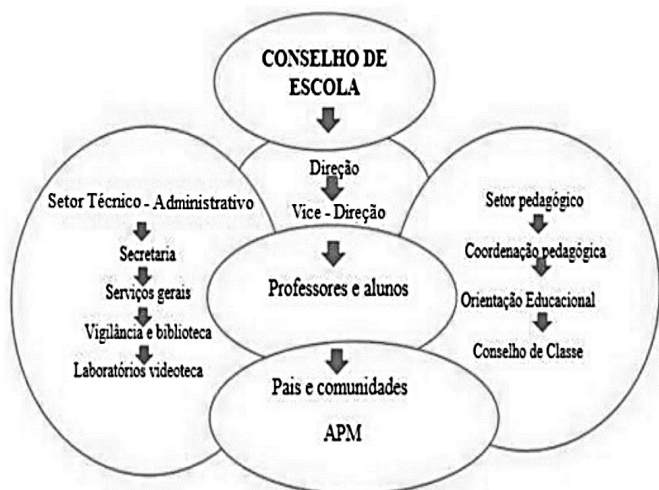 CONSELHO DE
ESCOLA
Direção
Vice - Direção
Setor Técnico - Administrativo
Secretaria
Serviços gerais
Vigilância e biblioteca
Laboratórios videoteca
Professores e alunos
Setor pedagógico
Coordenação pedagógica
Orientação Educacional
Conselho de Classe
Pais e comunidades
APM